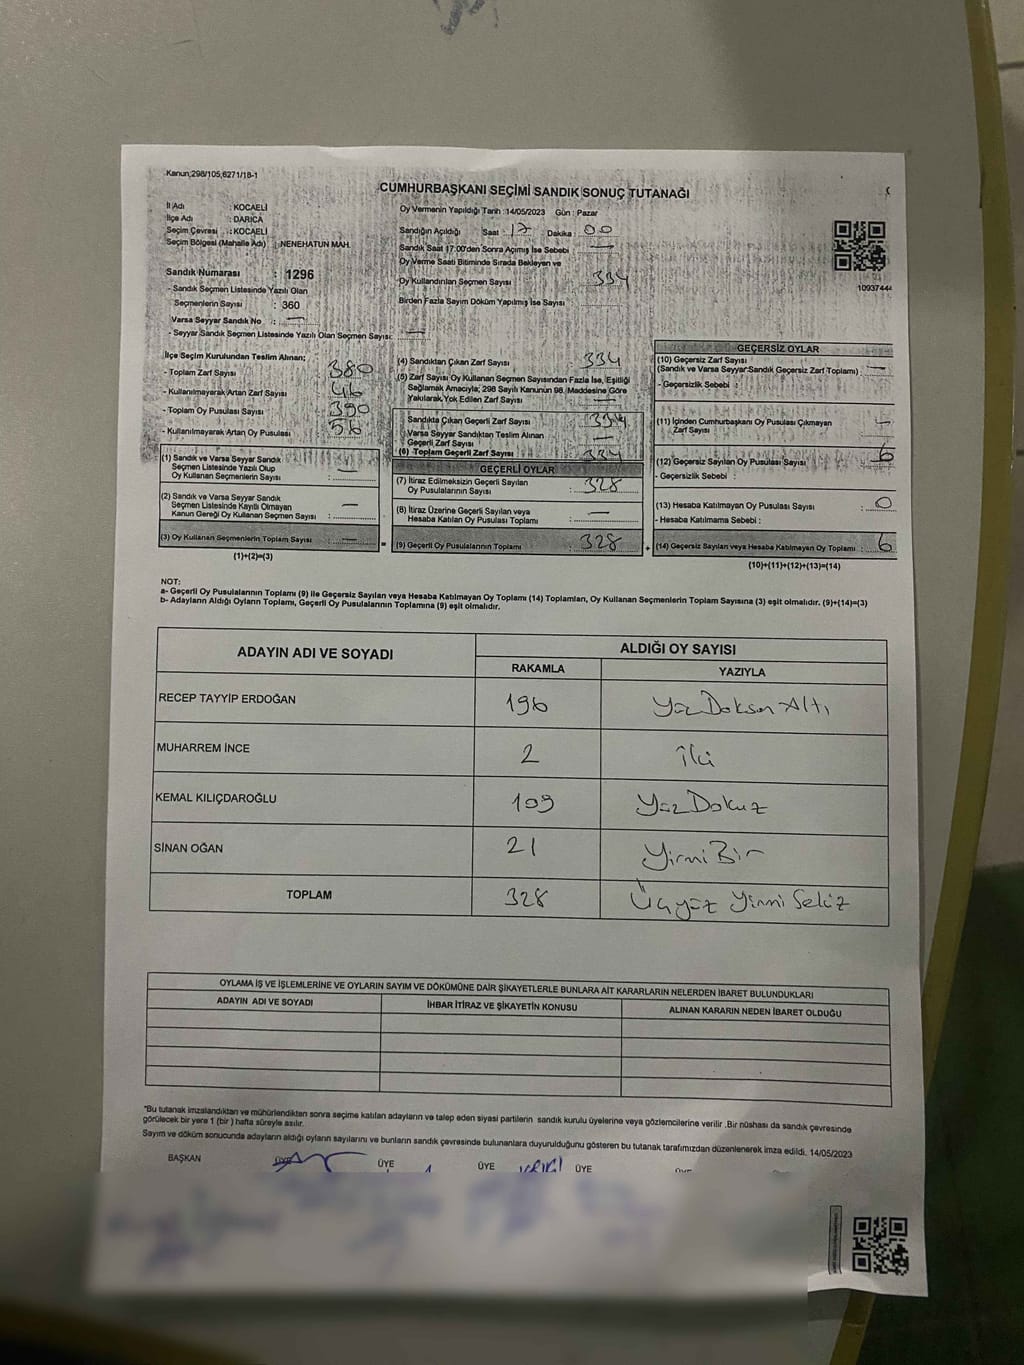 Kanun;298/105,6271/18-1
CUMHURBAŞKANI SEÇİMİ SANDIK SONUÇ TUTANAĞI
İl Adı : KOCAELİ
İlçe Adı : DARICA
Seçim Çevresi : KOCAELİ
Seçim Bölgesi (Mahalle Adı) : NENEHATUN MAH.
Sandık Numarası : 1296
- Sandık Seçmen Listesinde Yazılı Olan
Seçmenlerin Sayısı : 360
Varsa Seyyar Sandık No : —
- Seyyar Sandık Seçmen Listesinde Yazılı Olan Seçmen Sayısı: —
Oy Vermenin Yapıldığı Tarih :14/05/2023 Gün : Pazar
Sandığın Açıldığı Saat : 17 Dakika : 00
Sandık Saat 17:00'den Sonra Açılmış İse Sebebi : —
Oy Verme Saati Bitiminde Sırada Bekleyen ve
Oy Kullandırılan Seçmen Sayısı : 334
Birden Fazla Sayım Döküm Yapılmış İse Sayısı :
10937444
İlçe Seçim Kurulundan Teslim Alınan;
- Toplam Zarf Sayısı : 380
- Kullanılmayarak Artan Zarf Sayısı : 46
- Toplam Oy Pusulası Sayısı : 390
- Kullanılmayarak Artan Oy Pusulası : 56
(1) Sandık ve Varsa Seyyar Sandık
Seçmen Listesinde Yazılı Olup
Oy Kullanan Seçmenlerin Sayısı : —
(2) Sandık ve Varsa Seyyar Sandık
Seçmen Listesinde Kayıtlı Olmayan
Kanun Gereği Oy Kullanan Seçmen Sayısı : —
(3) Oy Kullanan Seçmenlerin Toplam Sayısı : —
(1)+(2)=(3)
(4) Sandıktan Çıkan Zarf Sayısı : 334
(5) Zarf Sayısı Oy Kullanan Seçmen Sayısından Fazla İse, Eşitliği
Sağlamak Amacıyla; 298 Sayılı Kanunun 98. Maddesine Göre
Yakılarak Yok Edilen Zarf Sayısı : —
Sandıkta Çıkan Geçerli Zarf Sayısı : 334
Varsa Seyyar Sandıktan Teslim Alınan
Geçerli Zarf Sayısı : —
(6) Toplam Geçerli Zarf Sayısı : 334
GEÇERLİ OYLAR
(7) İtiraz Edilmeksizin Geçerli Sayılan
Oy Pusulalarının Sayısı : 328
(8) İtiraz Üzerine Geçerli Sayılan veya
Hesaba Katılan Oy Pusulası Toplamı : —
(9) Geçerli Oy Pusulalarının Toplamı : 328
GEÇERSİZ OYLAR
(10) Geçersiz Zarf Sayısı
(Sandık ve Varsa Seyyar Sandık Geçersiz Zarf Toplamı) : —
- Geçersizlik Sebebi :
(11) İçinden Cumhurbaşkanı Oy Pusulası Çıkmayan
Zarf Sayısı : —
(12) Geçersiz Sayılan Oy Pusulası Sayısı : 6
- Geçersizlik Sebebi :
(13) Hesaba Katılmayan Oy Pusulası Sayısı : 0
- Hesaba Katılmama Sebebi :
(14) Geçersiz Sayılan veya Hesaba Katılmayan Oy Toplamı : 6
(10)+(11)+(12)+(13)=(14)
NOT:
a- Geçerli Oy Pusulalarının Toplamı (9) ile Geçersiz Sayılan veya Hesaba Katılmayan Oy Toplamı (14) Toplamları, Oy Kullanan Seçmenlerin Toplam Sayısına (3) eşit olmalıdır. (9)+(14)=(3)
b- Adayların Aldığı Oyların Toplamı, Geçerli Oy Pusulalarının Toplamına (9) eşit olmalıdır.
ADAYIN ADI VE SOYADI ALDIĞI OY SAYISI
RAKAMLA YAZIYLA
RECEP TAYYİP ERDOĞAN 196 Yüz Doksan Altı
MUHARREM İNCE 2 İki
KEMAL KILIÇDAROĞLU 109 Yüz Dokuz
SİNAN OĞAN 21 Yirmi Bir
TOPLAM 328 Üçyüz Yirmi Sekiz
OYLAMA İŞ VE İŞLEMLERİNE VE OYLARIN SAYIM VE DÖKÜMÜNE DAİR ŞİKAYETLERLE BUNLARA AİT KARARLARIN NELERDEN İBARET BULUNDUKLARI
ADAYIN ADI VE SOYADI İHBAR İTİRAZ VE ŞİKAYETİN KONUSU ALINAN KARARIN NEDEN İBARET OLDUĞU
"Bu tutanak imzalandıktan ve mühürlendikten sonra seçime katılan adayların ve talep eden siyasi partilerin sandık kurulu üyelerine veya gözlemcilerine verilir .Bir nüshası da sandık çevresinde
görülecek bir yere 1 (bir ) hafta süreyle asılır.
Sayım ve döküm sonucunda adayların aldığı oyların sayılarını ve bunların sandık çevresinde bulunanlara duyurulduğunu gösteren bu tutanak tarafımızdan düzenlenerek imza edildi. 14/05/2023
BAŞKAN ÜYE ÜYE ÜYE ÜYE